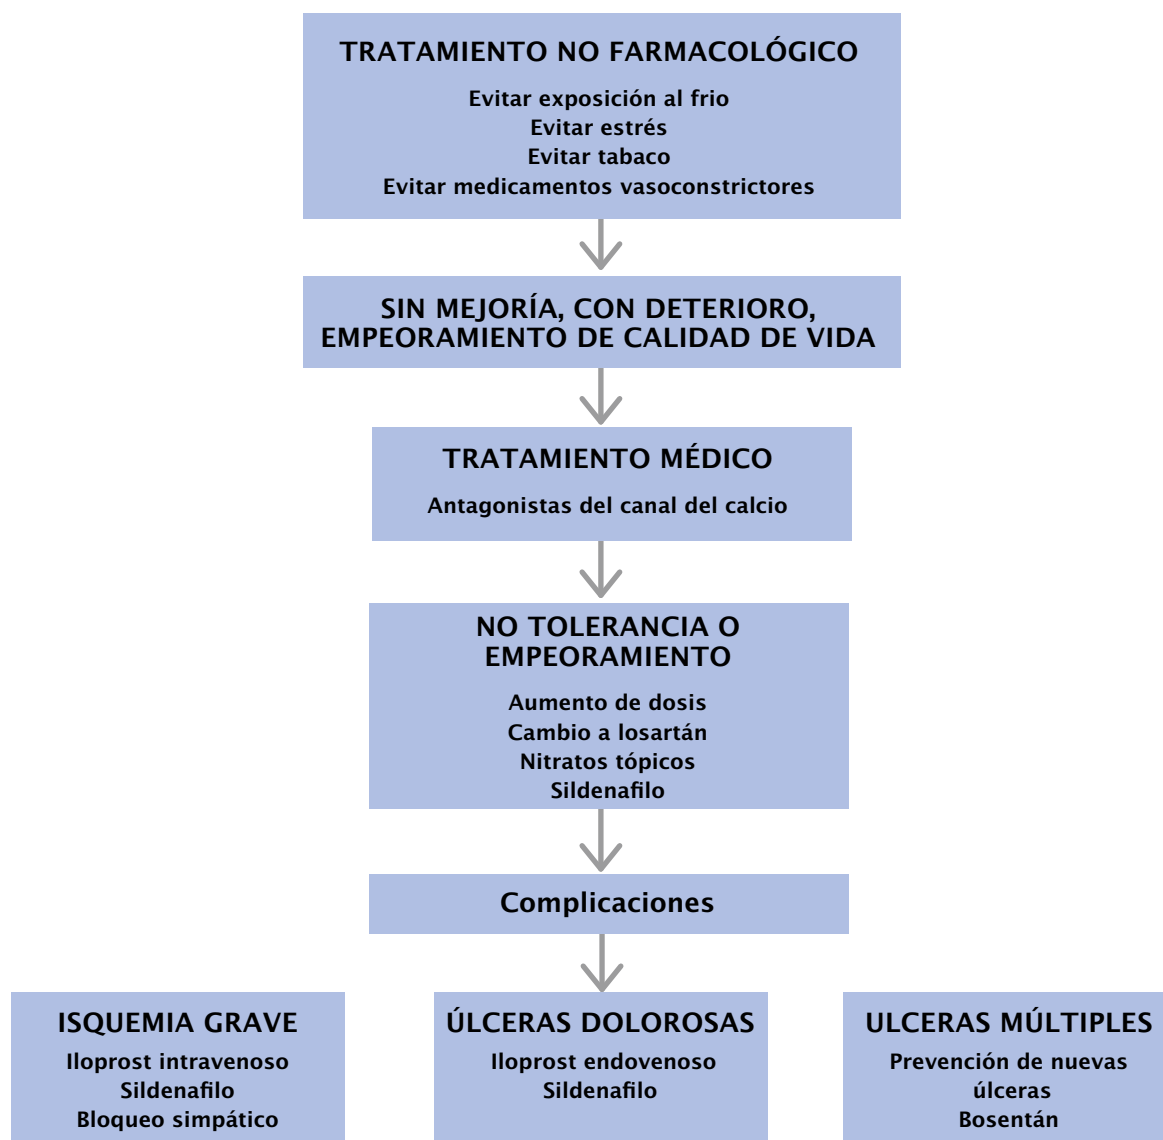 TRATAMIENTO NO FARMACOLÓGICO
Evitar exposición al frio
Evitar estrés
Evitar tabaco
Evitar medicamentos vasoconstrictores
SIN MEJORÍA, CON DETERIORO,
EMPEORAMIENTO DE CALIDAD DE VIDA
TRATAMIENTO MÉDICO
Antagonistas del canal del calcio
NO TOLERANCIA O
EMPEORAMIENTO
Aumento de dosis
Cambio a losartán
Nitratos tópicos
Sildenafilo
Complicaciones
ISQUEMIA GRAVE
Iloprost intravenoso
Sildenafilo
Bloqueo simpático
ÚLCERAS DOLOROSAS
Iloprost endovenoso
Sildenafilo
ULCERAS MÚLTIPLES
Prevención de nuevas
úlceras
Bosentán